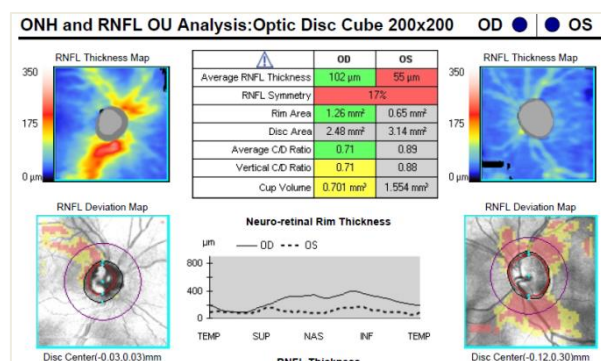 ONH and RNFL OU Analysis:Optic Disc Cube 200x200 OD OS
RNFL Thickness Map
350
175
0 µm
OD OS
Average RNFL Thickness 102 µm 55 µm
RNFL Symmetry 17%
Rim Area 1.26 mm² 0.65 mm²
Disc Area 2.48 mm² 3.14 mm²
Average C/D Ratio 0.71 0.89
Vertical C/D Ratio 0.71 0.88
Cup Volume 0.701 mm³ 1.554 mm³
RNFL Thickness Map
350
175
0 µm
RNFL Deviation Map
Disc Center(-0.03,0.03)mm
Neuro-retinal Rim Thickness
µm OD OS
800
400
0
TEMP SUP NAS INF TEMP
RNFL Thickness
RNFL Deviation Map
Disc Center(-0.12,0.30)mm